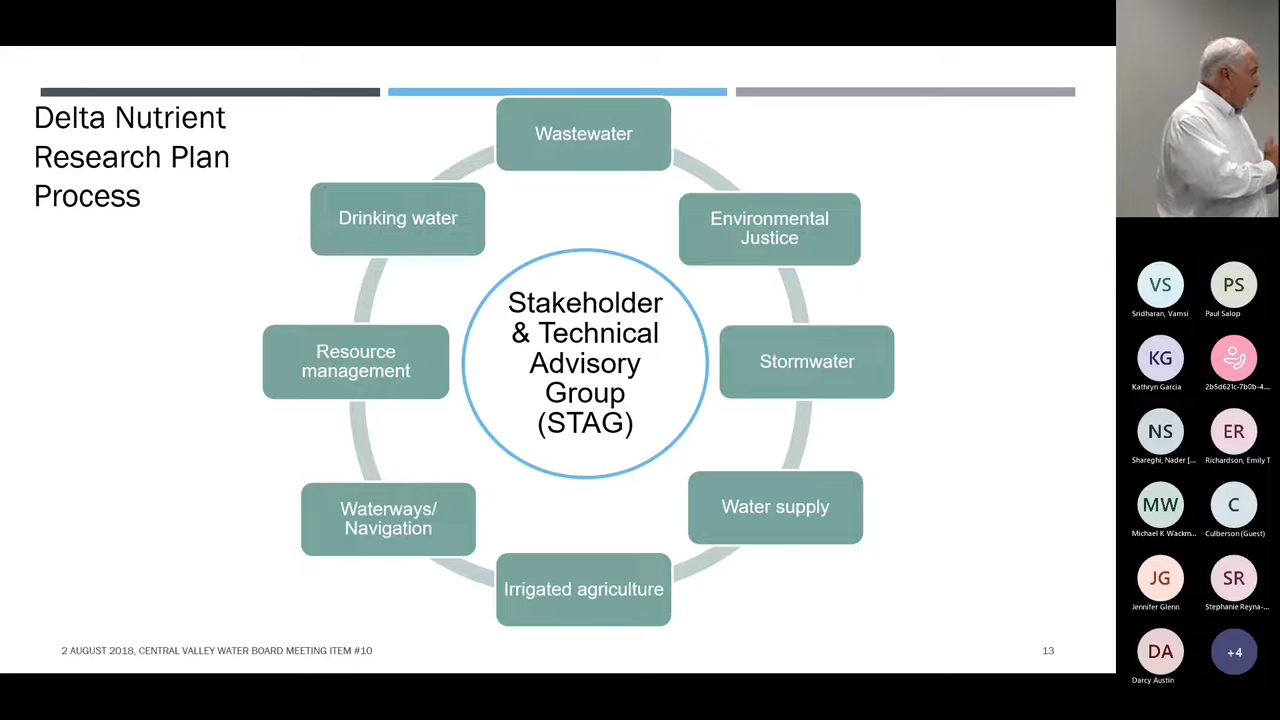 Delta Nutrient
Research Plan
Process
Wastewater
Drinking water
Environmental
Justice
Stakeholder
& Technical
Advisory
Group
(STAG)
Resource
management
Stormwater
Waterways/
Navigation
Water supply
Irrigated agriculture
2 AUGUST 2018, CENTRAL VALLEY WATER BOARD MEETING ITEM #10
13
VS
PS
Sridharan, Vamsi
Paul Salop
KG
Kathryn Garcia
2b5d621c-7b0b-4...
NS
ER
Shareghi, Nader [...
Richardson, Emily T
MW
C
Michael K Wackm...
Culberson (Guest)
JG
SR
Jennifer Glenn
Stephanie Reyna-...
DA
+4
Darcy Austin